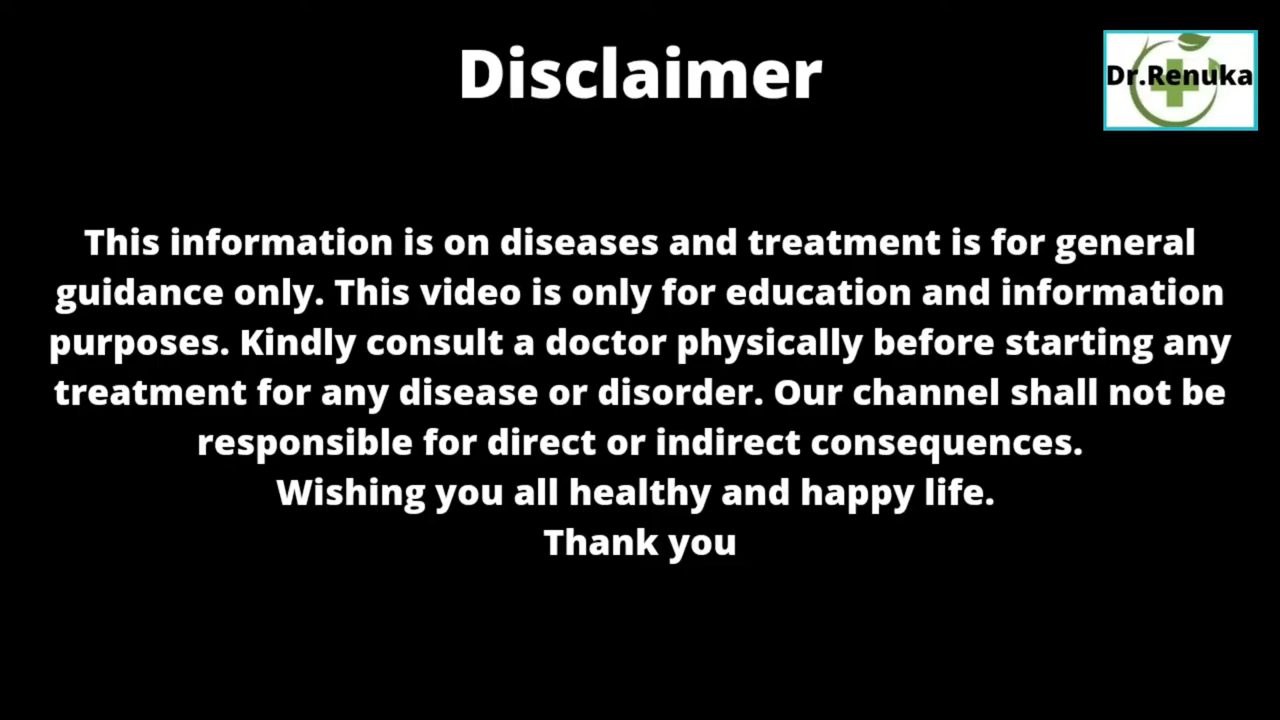 Disclaimer
Dr.Renuka
This information is on diseases and treatment is for general
guidance only. This video is only for education and information
purposes. Kindly consult a doctor physically before starting any
treatment for any disease or disorder. Our channel shall not be
responsible for direct or indirect consequences.
Wishing you all healthy and happy life.
Thank you